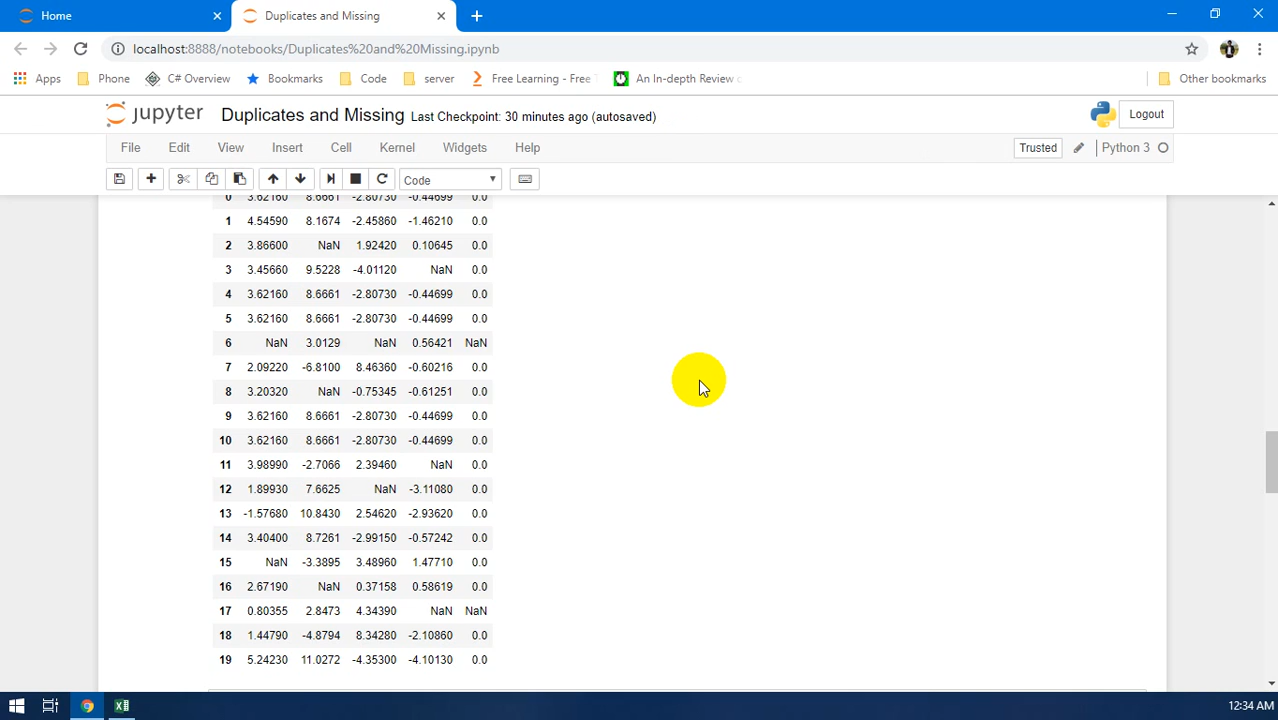 Home
Duplicates and Missing
localhost:8888/notebooks/Duplicates%20and%20Missing.ipynb
Apps Phone C# Overview Bookmarks Code server Free Learning - Free An In-depth Review Other bookmarks
jupyter Duplicates and Missing Last Checkpoint: 30 minutes ago (autosaved) Logout
File Edit View Insert Cell Kernel Widgets Help Trusted Python 3
Code
0 3.62160 8.6661 -2.80730 -0.44699 0.0
1 4.54590 8.1674 -2.45860 -1.46210 0.0
2 3.86600 NaN 1.92420 0.10645 0.0
3 3.45660 9.5228 -4.01120 NaN 0.0
4 3.62160 8.6661 -2.80730 -0.44699 0.0
5 3.62160 8.6661 -2.80730 -0.44699 0.0
6 NaN 3.0129 NaN 0.56421 NaN
7 2.09220 -6.8100 8.46360 -0.60216 0.0
8 3.20320 NaN -0.75345 -0.61251 0.0
9 3.62160 8.6661 -2.80730 -0.44699 0.0
10 3.62160 8.6661 -2.80730 -0.44699 0.0
11 3.98990 -2.7066 2.39460 NaN 0.0
12 1.89930 7.6625 NaN -3.11080 0.0
13 -1.57680 10.8430 2.54620 -2.93620 0.0
14 3.40400 8.7261 -2.99150 -0.57242 0.0
15 NaN -3.3895 3.48960 1.47710 0.0
16 2.67190 NaN 0.37158 0.58619 0.0
17 0.80355 2.8473 4.34390 NaN NaN
18 1.44790 -4.8794 8.34280 -2.10860 0.0
19 5.24230 11.0272 -4.35300 -4.10130 0.0
12:34 AM